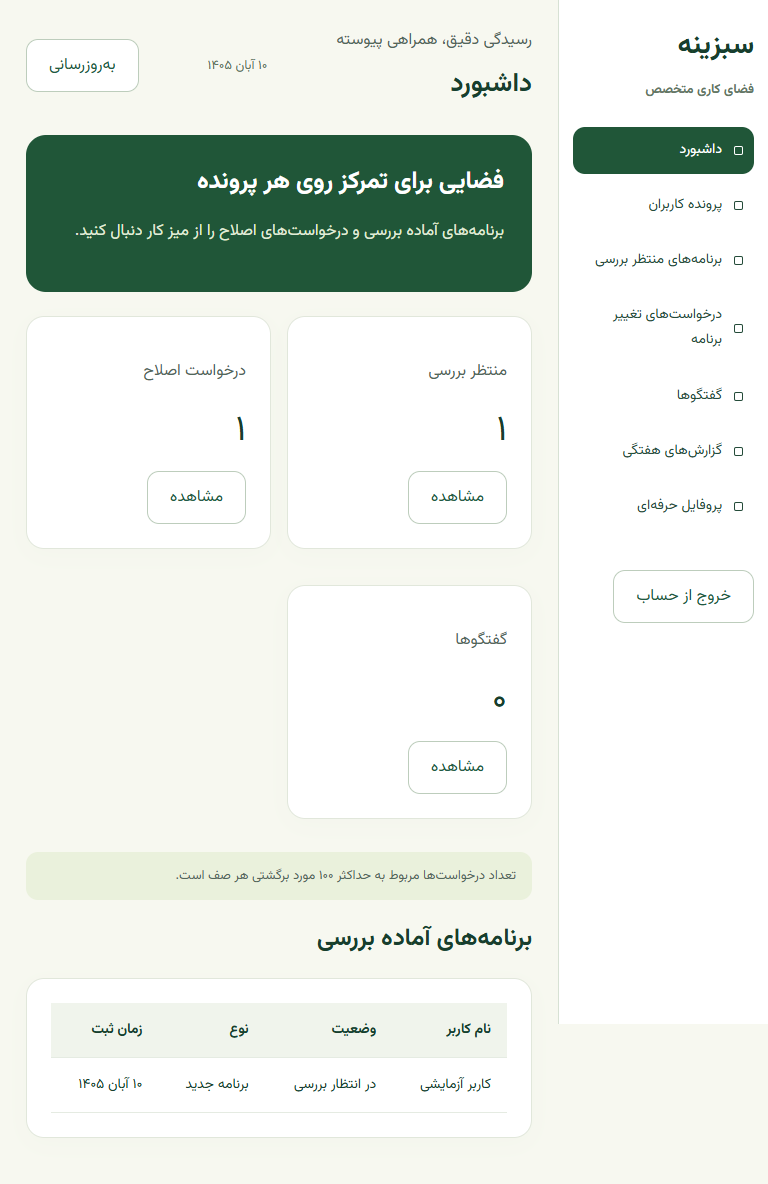 سبزینه
فضای کاری متخصص
داشبورد
پرونده کاربران
برنامه‌های منتظر بررسی
درخواست‌های تغییر
برنامه
گفتگوها
گزارش‌های هفتگی
پروفایل حرفه‌ای
خروج از حساب
رسیدگی دقیق، همراهی پیوسته
داشبورد
۱۰ آبان ۱۴۰۵
به‌روزرسانی
فضایی برای تمرکز روی هر پرونده
برنامه‌های آماده بررسی و درخواست‌های اصلاح را از میز کار دنبال کنید.
منتظر بررسی
۱
مشاهده
درخواست اصلاح
۱
مشاهده
گفتگوها
۰
مشاهده
تعداد درخواست‌ها مربوط به حداکثر ۱۰۰ مورد برگشتی هر صف است.
برنامه‌های آماده بررسی
نام کاربر وضعیت نوع زمان ثبت
کاربر آزمایشی در انتظار بررسی برنامه جدید ۱۰ آبان ۱۴۰۵